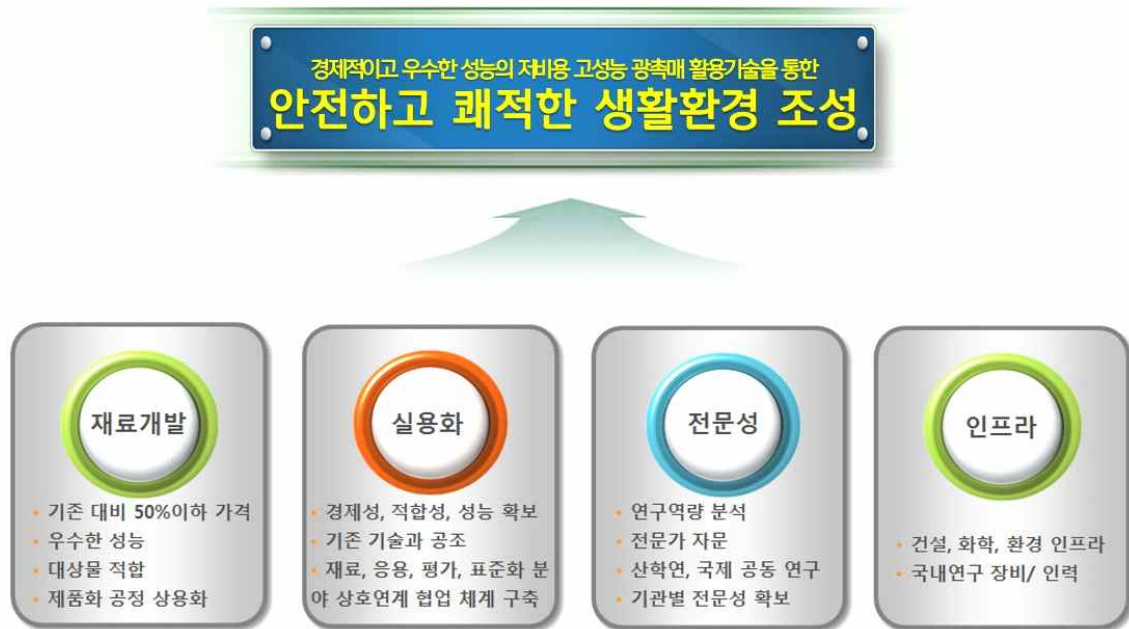 경제적이고 우수한 성능의 저비용 고성능 광촉매 활용기술을 통한
안전하고 쾌적한 생활환경 조성
재료개발
• 기존 대비 50%이하 가격
• 우수한 성능
• 대상물 적합
• 제품화 공정 상용화
실용화
• 경제성, 적합성, 성능 확보
• 기존 기술과 공조
• 재료, 응용, 평가, 표준화 분
야 상호연계 협업 체계 구축
전문성
• 연구역량 분석
• 전문가 자문
• 산학연, 국제 공동 연구
• 기관별 전문성 확보
인프라
• 건설, 화학, 환경 인프라
• 국내연구 장비/ 인력